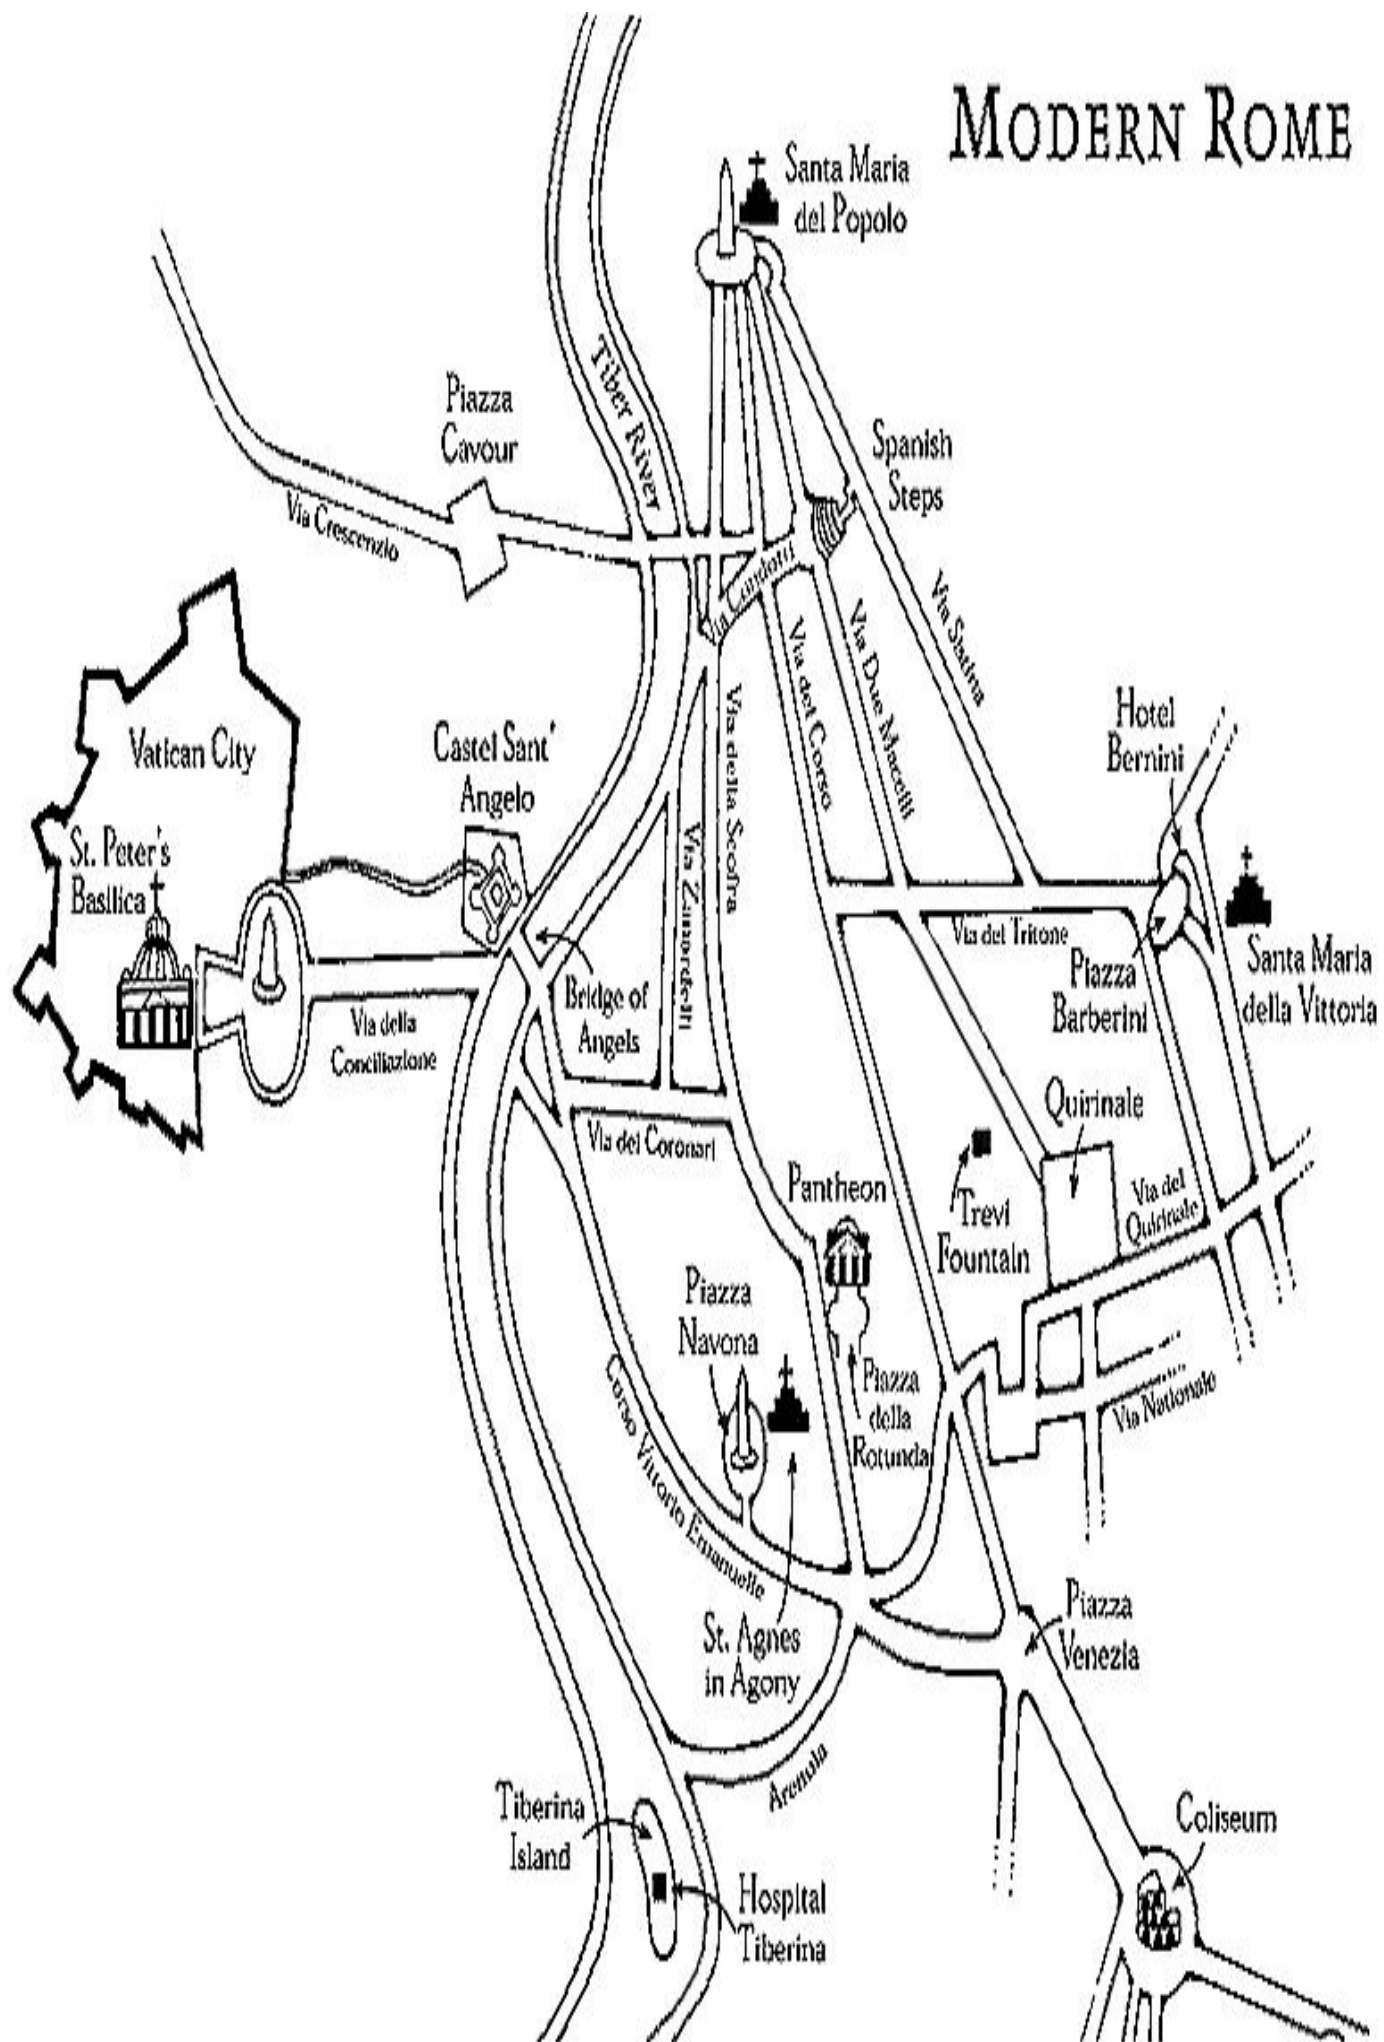 MODERN ROME
Santa Maria
del Popolo
Tiber River
Piazza
Cavour
Spanish
Steps
Via Crescenzio
Via Condotti
Via Sistina
Via del Corso
Via Due Macelli
Hotel
Bernini
Vatican City
Castel Sant'
Angelo
Via della Scofra
Via Zanardelli
St. Peter's
Basilica
Via del Tritone
Piazza
Barberini
Santa Maria
della Vittoria
Bridge of
Angels
Via della
Conciliazione
Via dei Coronari
Quirinale
Pantheon
Trevi
Fountain
Via del
Quirinale
Piazza
Navona
Piazza
della
Rotunda
Via Nationale
Corso Vittorio Emanuelle
St. Agnes
in Agony
Piazza
Venezia
Arenula
Tiberina
Island
Hospital
Tiberina
Coliseum